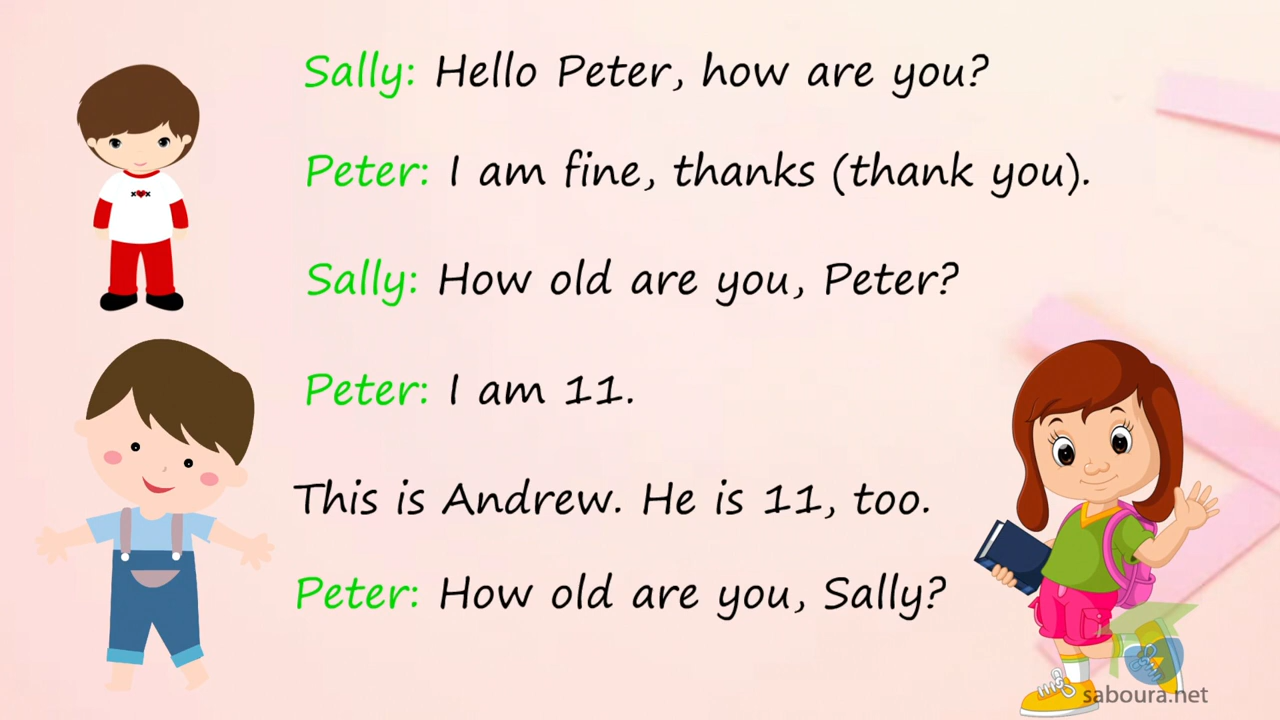 Sally: Hello Peter, how are you?
Peter: I am fine, thanks (thank you).
Sally: How old are you, Peter?
Peter: I am 11.
This is Andrew. He is 11, too.
Peter: How old are you, Sally?
saboura.net